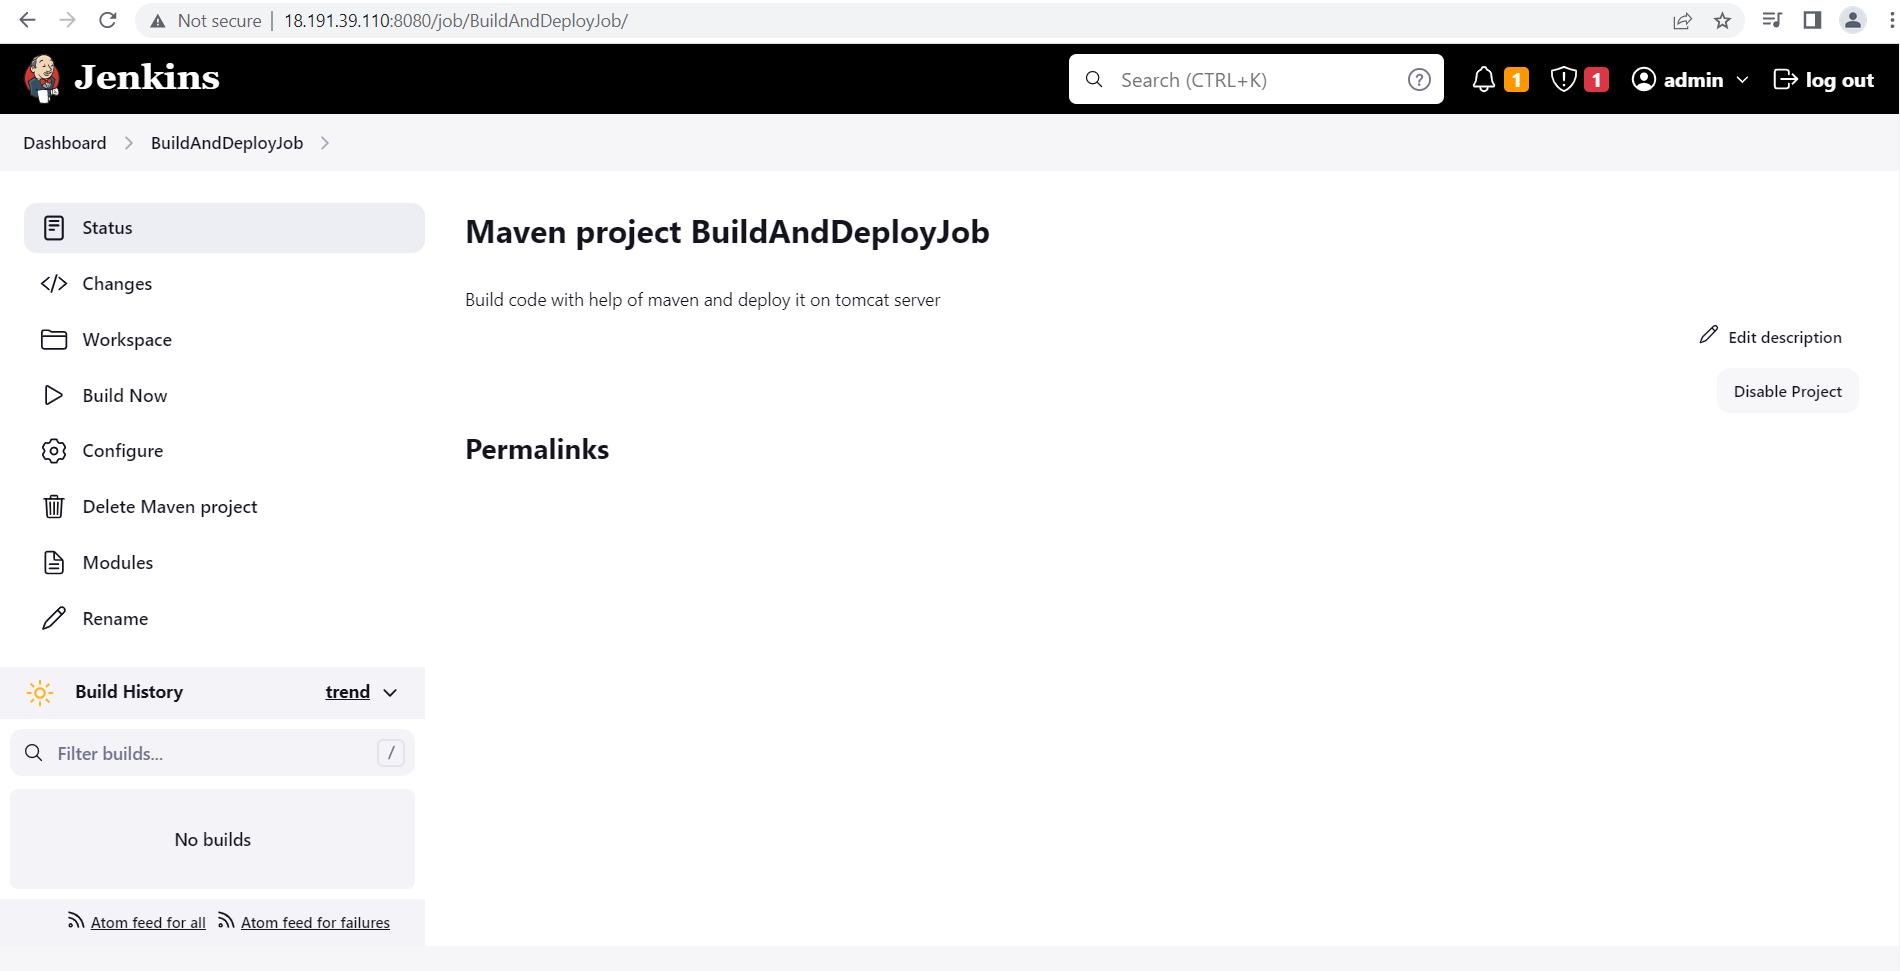 Not secure | 18.191.39.110:8080/job/BuildAndDeployJob/
Jenkins
Search (CTRL+K) ?
1
1
admin
log out
Dashboard > BuildAndDeployJob >
Status
Changes
Workspace
Build Now
Configure
Delete Maven project
Modules
Rename
Build History trend
Filter builds... /
No builds
Atom feed for all Atom feed for failures
Maven project BuildAndDeployJob
Build code with help of maven and deploy it on tomcat server
Edit description
Disable Project
Permalinks